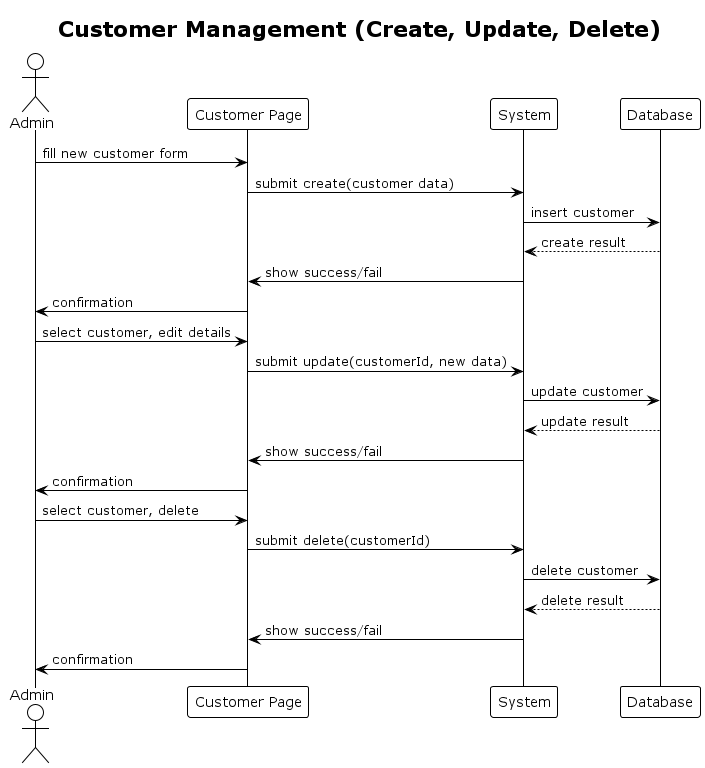 Customer Management (Create, Update, Delete)
Admin
Customer Page
System
Database
fill new customer form
submit create(customer data)
insert customer
create result
show success/fail
confirmation
select customer, edit details
submit update(customerId, new data)
update customer
update result
show success/fail
confirmation
select customer, delete
submit delete(customerId)
delete customer
delete result
show success/fail
confirmation
Admin
Customer Page
System
Database